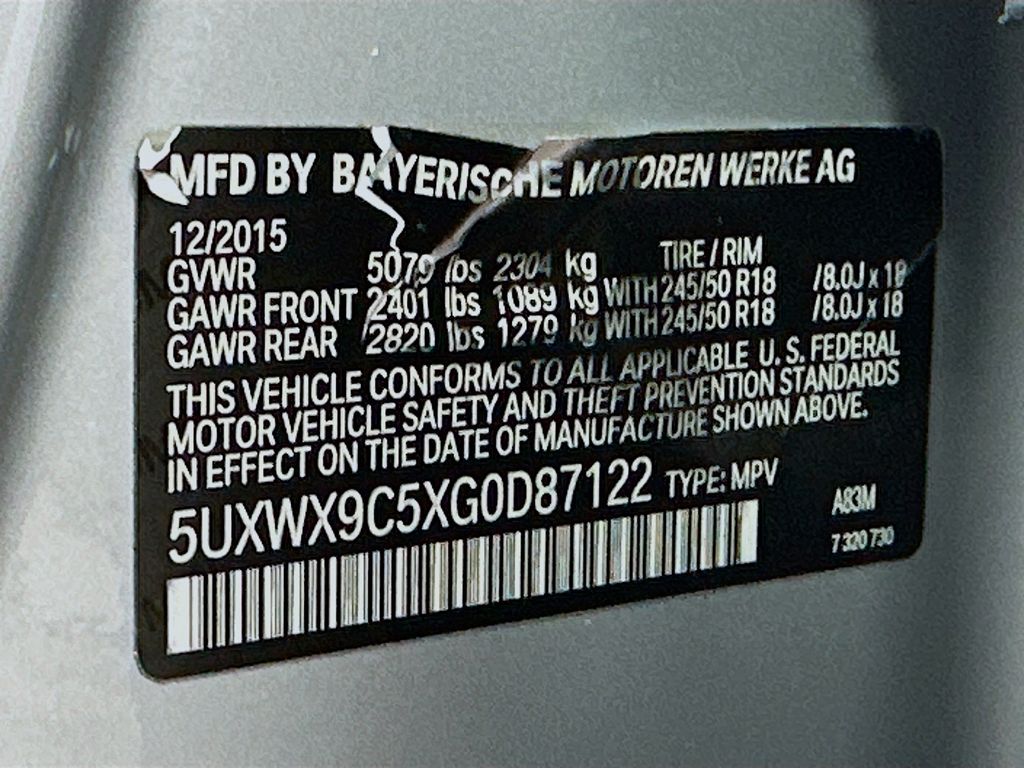 MFD BY BAYERISCHE MOTOREN WERKE AG
12/2015 TIRE / RIM
GVWR 5079 lbs 2304 kg
GAWR FRONT 2401 lbs 1089 kg WITH 245/50 R18 /8.0J x 18
GAWR REAR 2820 lbs 1279 kg WITH 245/50 R18 /8.0J x 18
THIS VEHICLE CONFORMS TO ALL APPLICABLE U. S. FEDERAL
MOTOR VEHICLE SAFETY AND THEFT PREVENTION STANDARDS
IN EFFECT ON THE DATE OF MANUFACTURE SHOWN ABOVE.
5UXWX9C5XG0D87122 TYPE: MPV
A83M
7 320 730